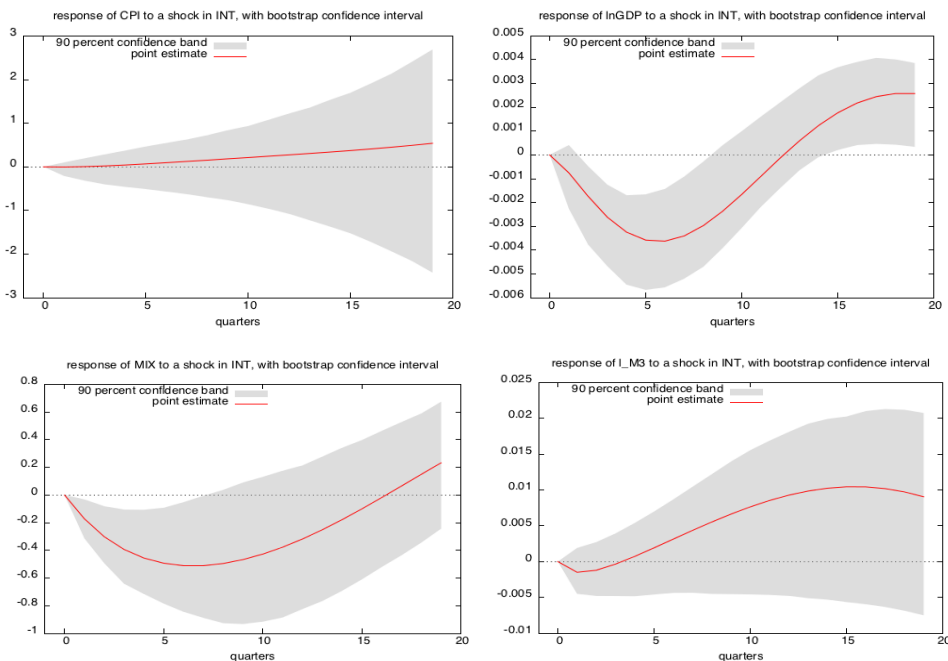 response of CPI to a shock in INT, with bootstrap confidence interval
90 percent confidence band
point estimate
3
2
1
0
-1
-2
-3
0 5 10 15 20
quarters
response of lnGDP to a shock in INT, with bootstrap confidence interval
90 percent confidence band
point estimate
0.005
0.004
0.003
0.002
0.001
0
-0.001
-0.002
-0.003
-0.004
-0.005
-0.006
0 5 10 15 20
quarters
response of MIX to a shock in INT, with bootstrap confidence interval
90 percent confidence band
point estimate
0.8
0.6
0.4
0.2
0
-0.2
-0.4
-0.6
-0.8
-1
0 5 10 15 20
quarters
response of l_M3 to a shock in INT, with bootstrap confidence interval
90 percent confidence band
point estimate
0.025
0.02
0.015
0.010
0.005
0
-0.005
-0.01
0 5 10 15 20
quarters